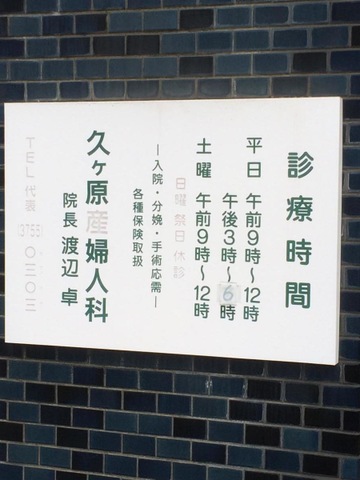 診療時間
平日 午前9時〜12時
午後3時〜6時
土曜 午前9時〜12時
日曜 祭日 休診
―入院・分娩・手術応需―
各種保険取扱
久ヶ原産婦人科
院長 渡辺 卓
TEL 代表 (3755) 〇三〇三